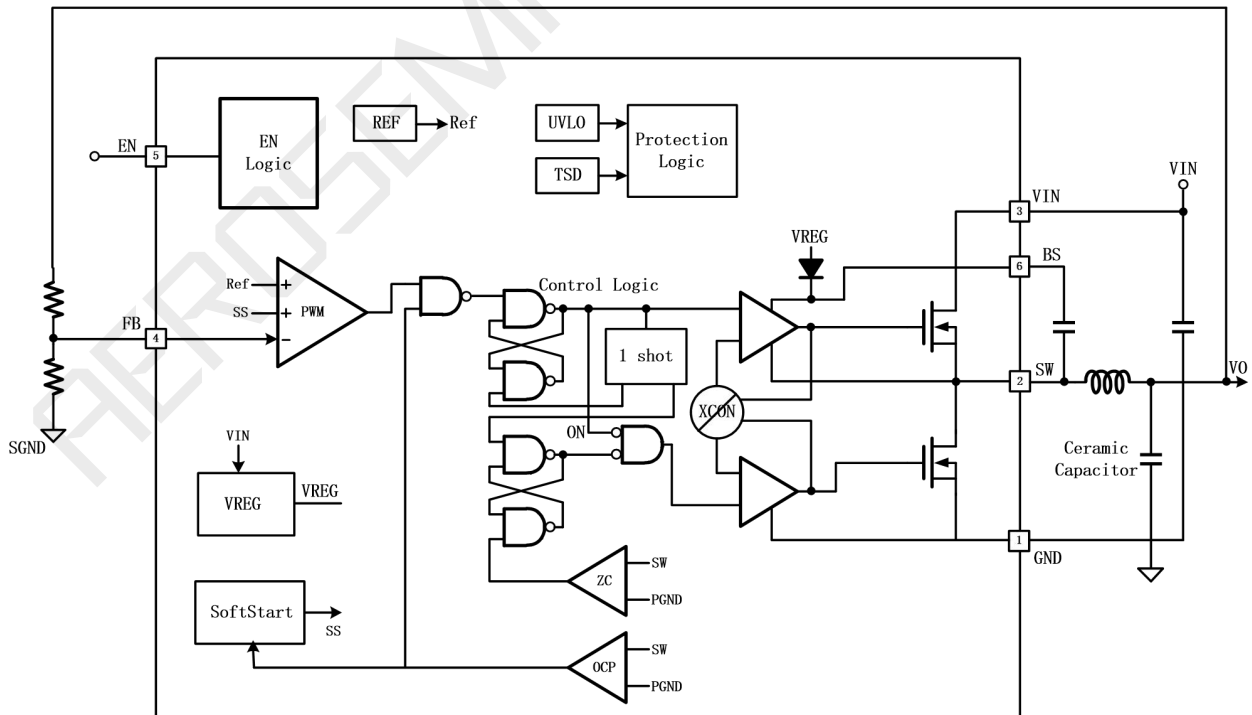 AEROSEMI
EN
5
EN
Logic
REF
Ref
UVLO
TSD
Protection
Logic
VIN
VIN
3
VREG
BS
6
Ref
+
SS
+
PWM
-
FB
4
Control Logic
1 shot
XCON
SW
2
VO
SGND
ON
Ceramic
Capacitor
VIN
VREG
VREG
1
GND
SoftStart
SS
ZC
SW
PGND
OCP
SW
PGND